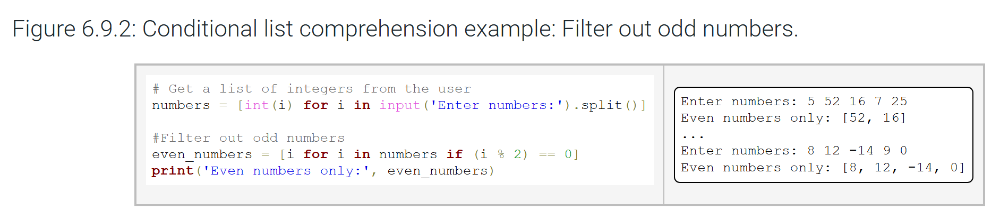 Figure 6.9.2: Conditional list comprehension example: Filter out odd numbers.
# Get a list of integers from the user
numbers = [int(i) for i in input('Enter numbers:').split()]
#Filter out odd numbers
even_numbers = [i for i in numbers if (i % 2) == 0]
print('Even numbers only:', even_numbers)
Enter numbers: 5 52 16 7 25
Even numbers only: [52, 16]
...
Enter numbers: 8 12 -14 9 0
Even numbers only: [8, 12, -14, 0]